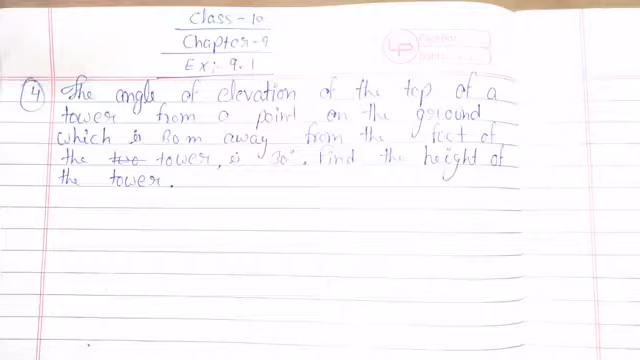 Class-10
Chapter-9
Ex:-9.1
4 The angle of elevation of the top of a
tower from a point on the ground
which is 30m away from the foot of
the two tower, is 30°. Find the height of
the tower.